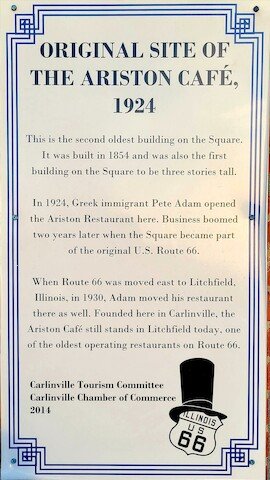 ORIGINAL SITE OF
THE ARISTON CAFÉ,
1924
This is the second oldest building on the Square.
It was built in 1854 and was also the first
building on the Square to be three stories tall.
In 1924, Greek immigrant Pete Adam opened
the Ariston Restaurant here. Business boomed
two years later when the Square became part
of the original U.S. Route 66.
When Route 66 was moved east to Litchfield,
Illinois, in 1930, Adam moved his restaurant
there as well. Founded here in Carlinville, the
Ariston Café still stands in Litchfield today, one
of the oldest operating restaurants on Route 66.
Carlinville Tourism Committee
Carlinville Chamber of Commerce
2014
ILLINOIS
U S
66